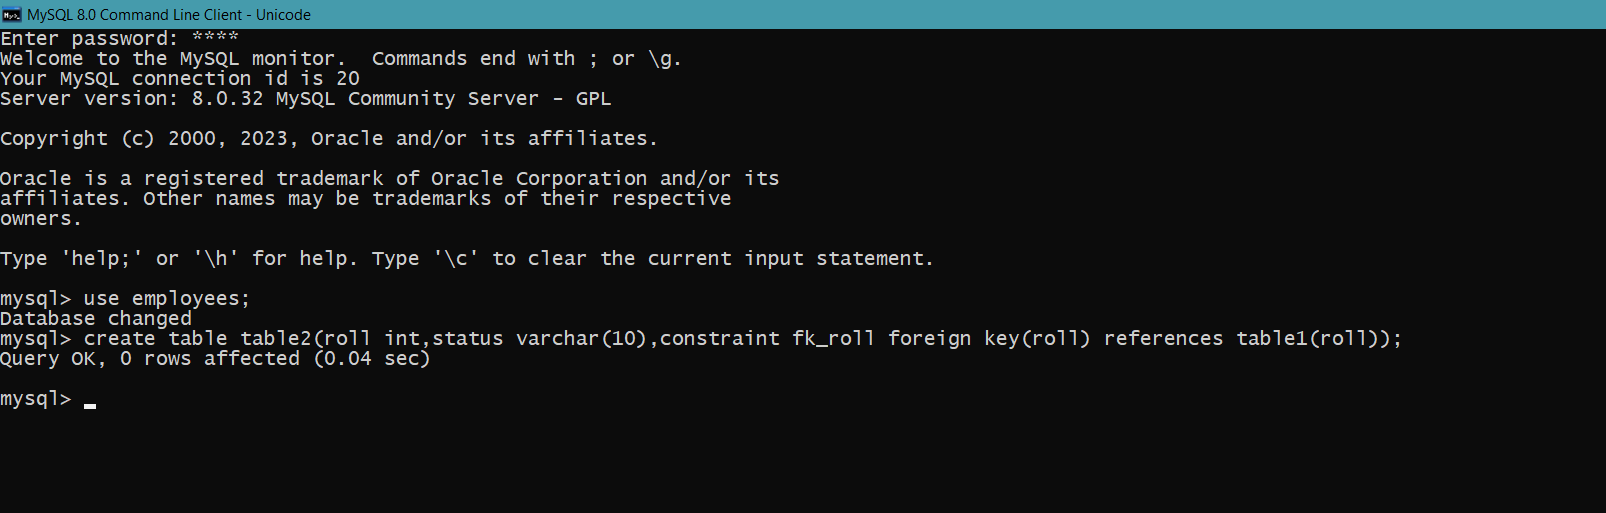 MySQL 8.0 Command Line Client - Unicode
Enter password: ****
Welcome to the MySQL monitor.  Commands end with ; or \g.
Your MySQL connection id is 20
Server version: 8.0.32 MySQL Community Server - GPL
Copyright (c) 2000, 2023, Oracle and/or its affiliates.
Oracle is a registered trademark of Oracle Corporation and/or its
affiliates. Other names may be trademarks of their respective
owners.
Type 'help;' or '\h' for help. Type '\c' to clear the current input statement.
mysql> use employees;
Database changed
mysql> create table table2(roll int,status varchar(10),constraint fk_roll foreign key(roll) references table1(roll));
Query OK, 0 rows affected (0.04 sec)
mysql> _